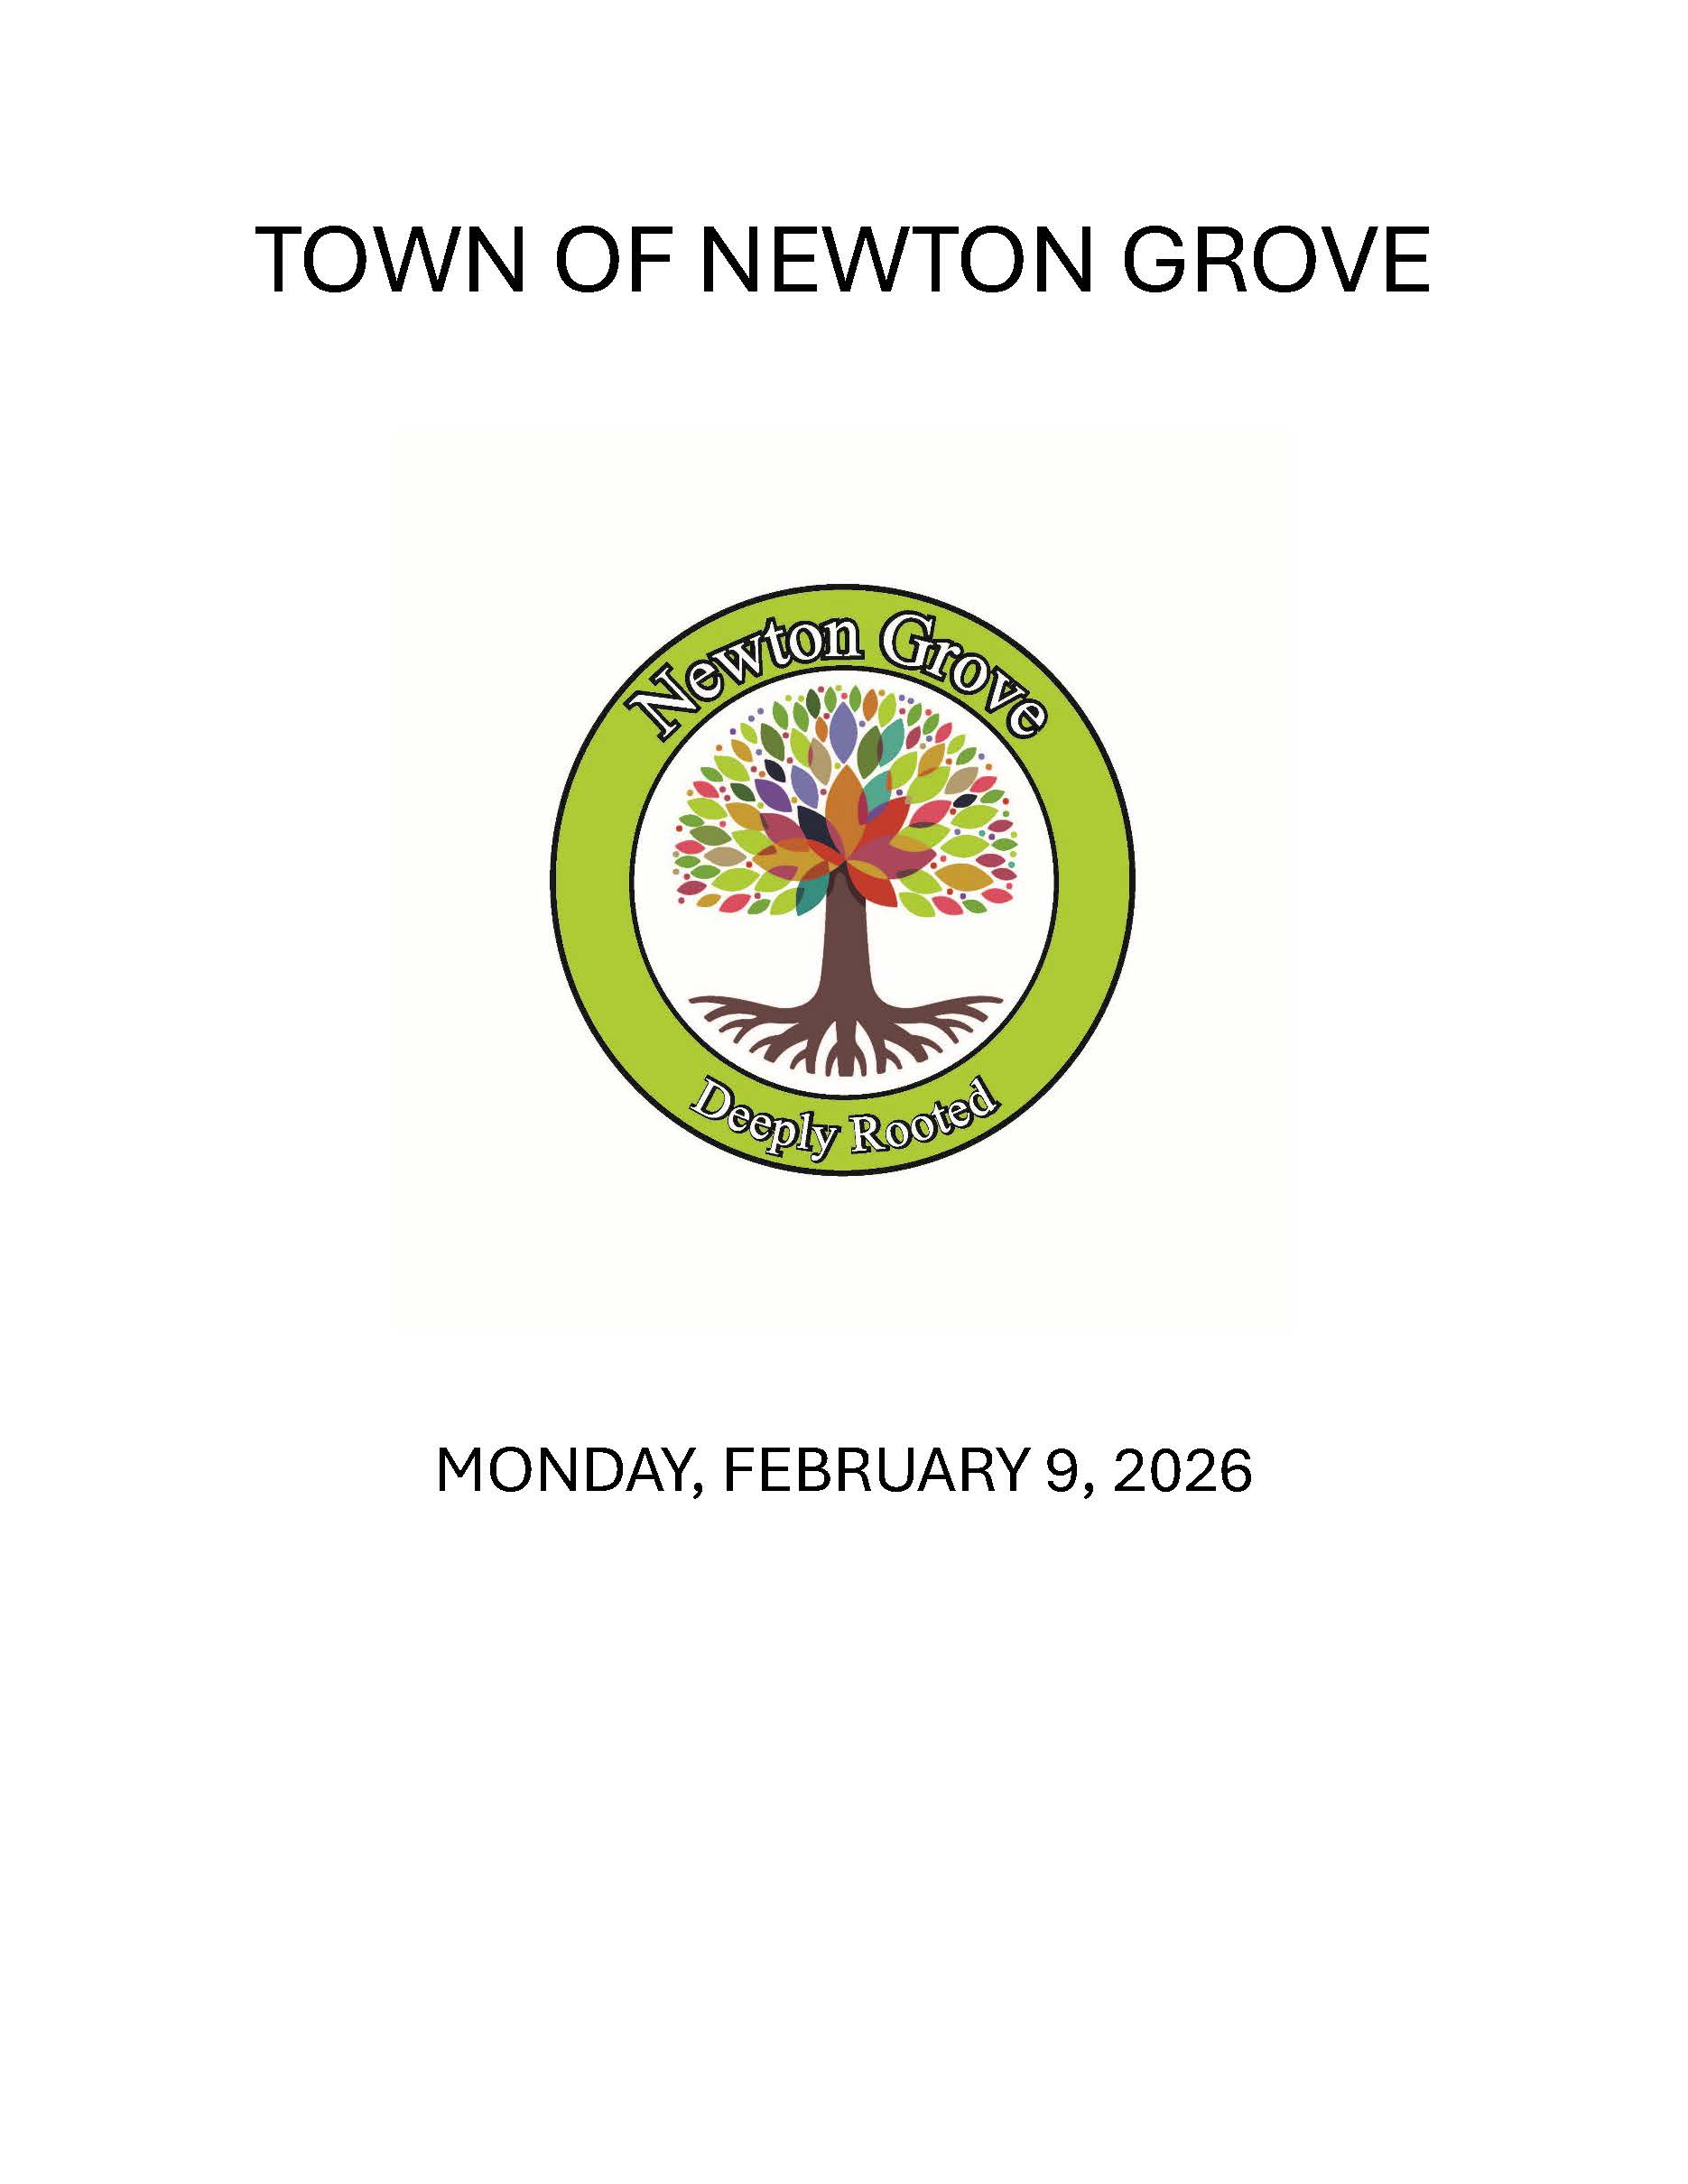 TOWN OF NEWTON GROVE
Newton Grove
Deeply Rooted
MONDAY, FEBRUARY 9, 2026